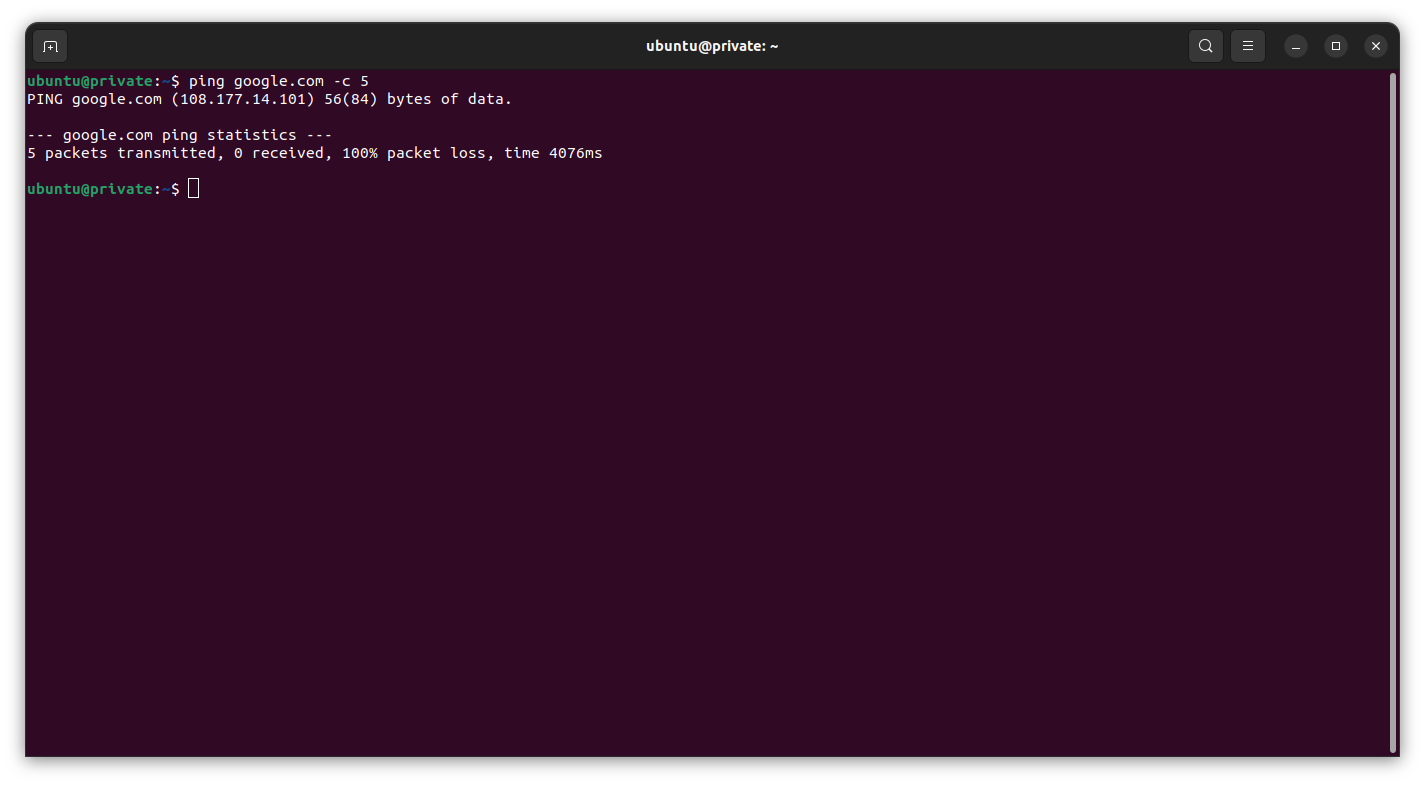 ubuntu@private: ~
ubuntu@private:~$ ping google.com -c 5
PING google.com (108.177.14.101) 56(84) bytes of data.
--- google.com ping statistics ---
5 packets transmitted, 0 received, 100% packet loss, time 4076ms
ubuntu@private:~$